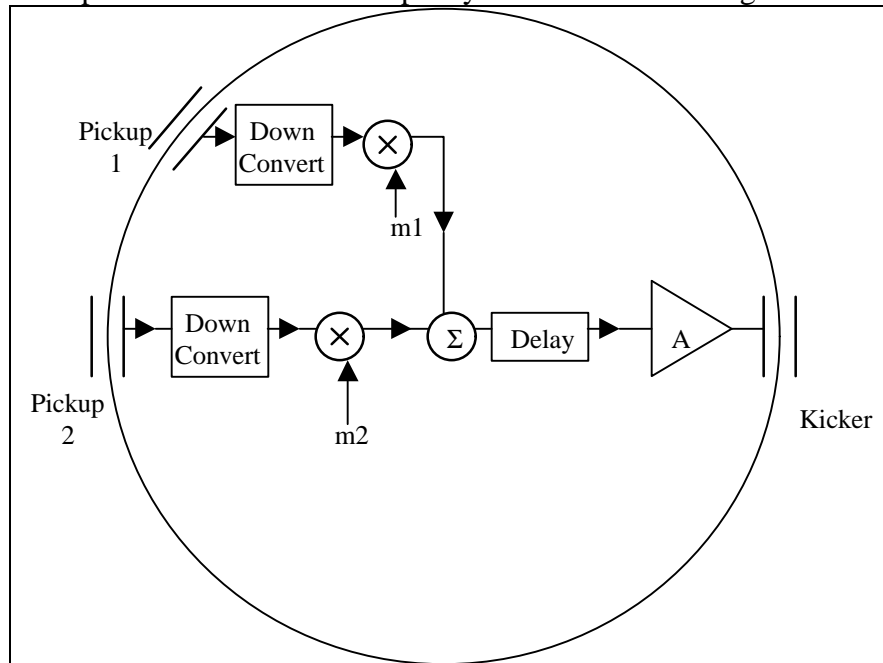 Pickup
1
Down
Convert
×
m1
Down
Convert
×
Σ
Delay
A
Pickup
2
m2
Kicker